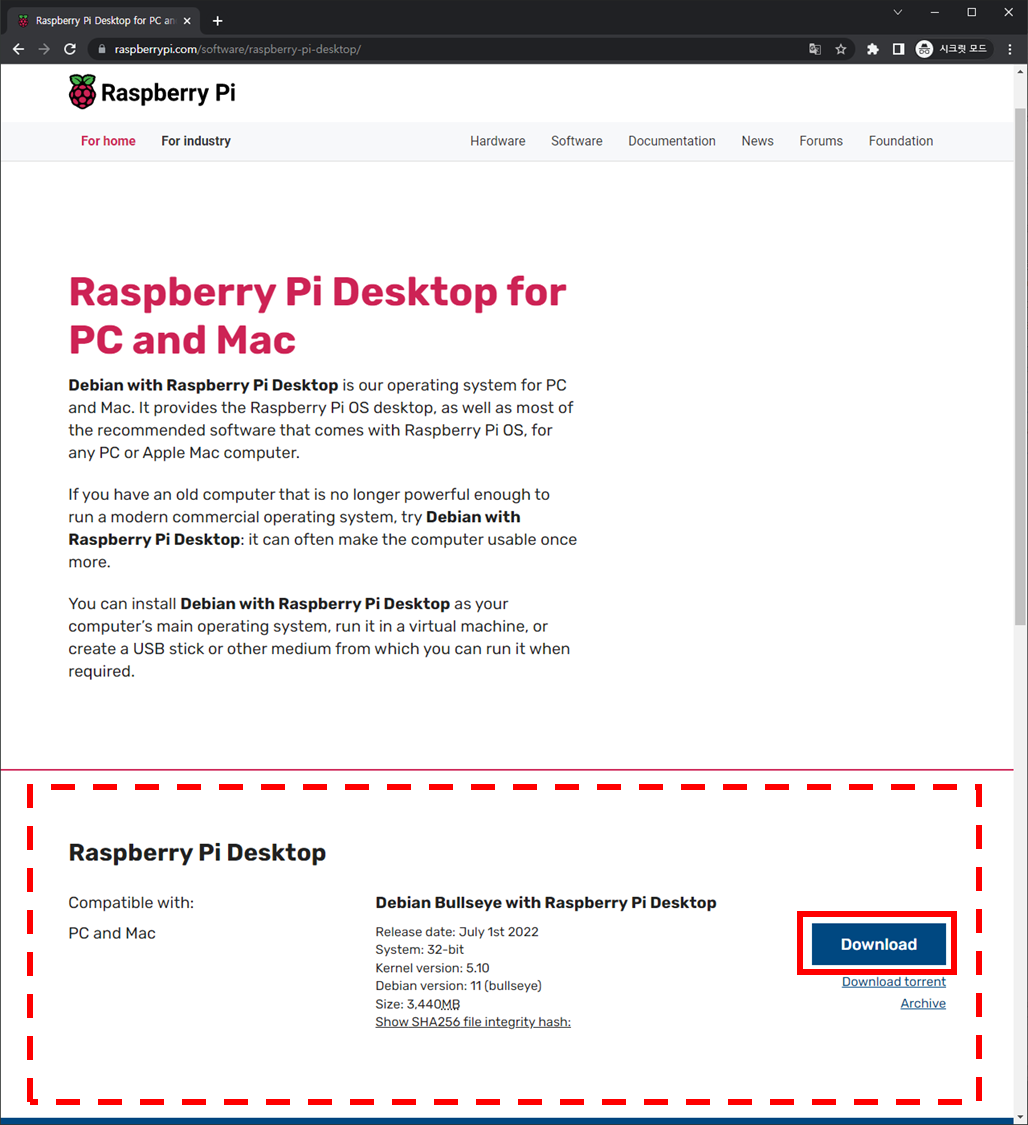 Raspberry Pi Desktop for PC an
raspberrypi.com/software/raspberry-pi-desktop/
시크릿 모드
Raspberry Pi
For home
For industry
Hardware
Software
Documentation
News
Forums
Foundation
Raspberry Pi Desktop for
PC and Mac
Debian with Raspberry Pi Desktop is our operating system for PC
and Mac. It provides the Raspberry Pi OS desktop, as well as most of
the recommended software that comes with Raspberry Pi OS, for
any PC or Apple Mac computer.
If you have an old computer that is no longer powerful enough to
run a modern commercial operating system, try Debian with
Raspberry Pi Desktop: it can often make the computer usable once
more.
You can install Debian with Raspberry Pi Desktop as your
computer’s main operating system, run it in a virtual machine, or
create a USB stick or other medium from which you can run it when
required.
Raspberry Pi Desktop
Compatible with:
PC and Mac
Debian Bullseye with Raspberry Pi Desktop
Release date: July 1st 2022
System: 32-bit
Kernel version: 5.10
Debian version: 11 (bullseye)
Size: 3,440MB
Show SHA256 file integrity hash:
Download
Download torrent
Archive